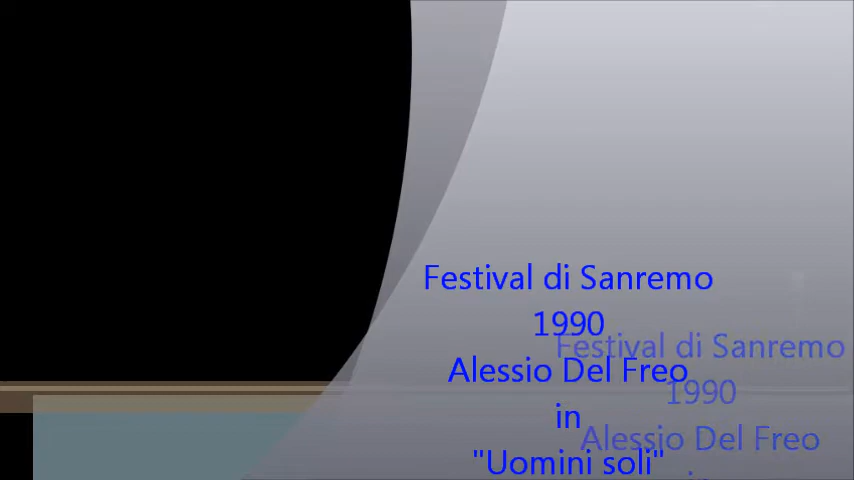 Festival di Sanremo
1990
Alessio Del Freo
in
"Uomini soli"
Festival di Sanremo
1990
Alessio Del Freo